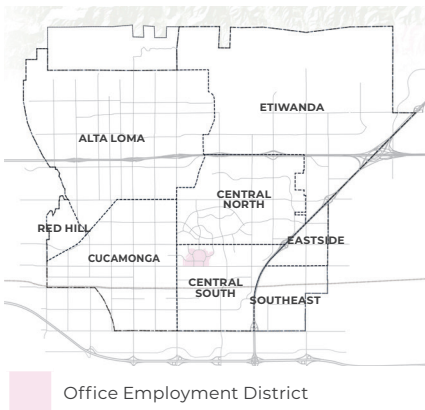 ETIWANDA
ALTA LOMA
CENTRAL
NORTH
RED HILL
EASTSIDE
CUCAMONGA
CENTRAL
SOUTH
SOUTHEAST
Office Employment District